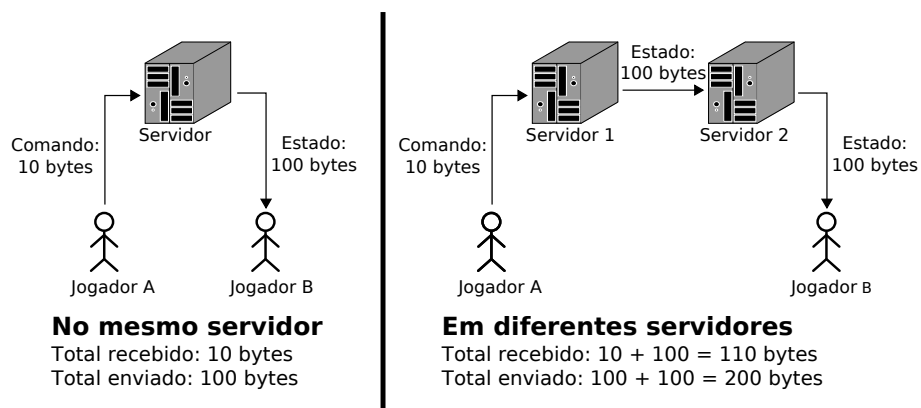 Servidor
Comando:
10 bytes
Estado:
100 bytes
Jogador A
Jogador B
No mesmo servidor
Total recebido: 10 bytes
Total enviado: 100 bytes
Estado:
100 bytes
Servidor 1
Servidor 2
Comando:
10 bytes
Estado:
100 bytes
Jogador A
Jogador B
Em diferentes servidores
Total recebido: 10 + 100 = 110 bytes
Total enviado: 100 + 100 = 200 bytes